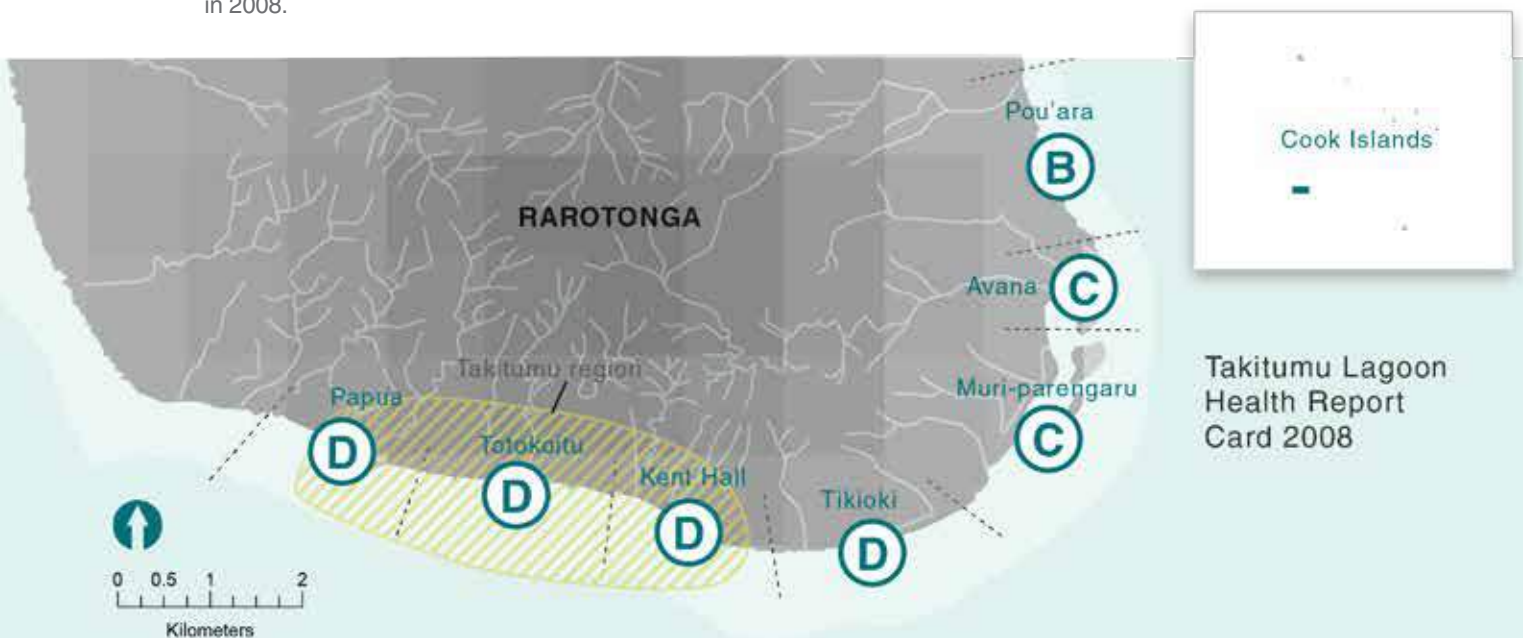 in 2008.
Pou'ara
B
Cook Islands
RAROTONGA
Avana
C
Takitumu region
Papua
D
Totokoitu
D
Kent Hall
D
Tikioki
D
Muri-parengaru
C
Takitumu Lagoon
Health Report
Card 2008
0 0.5 1 2
Kilometers